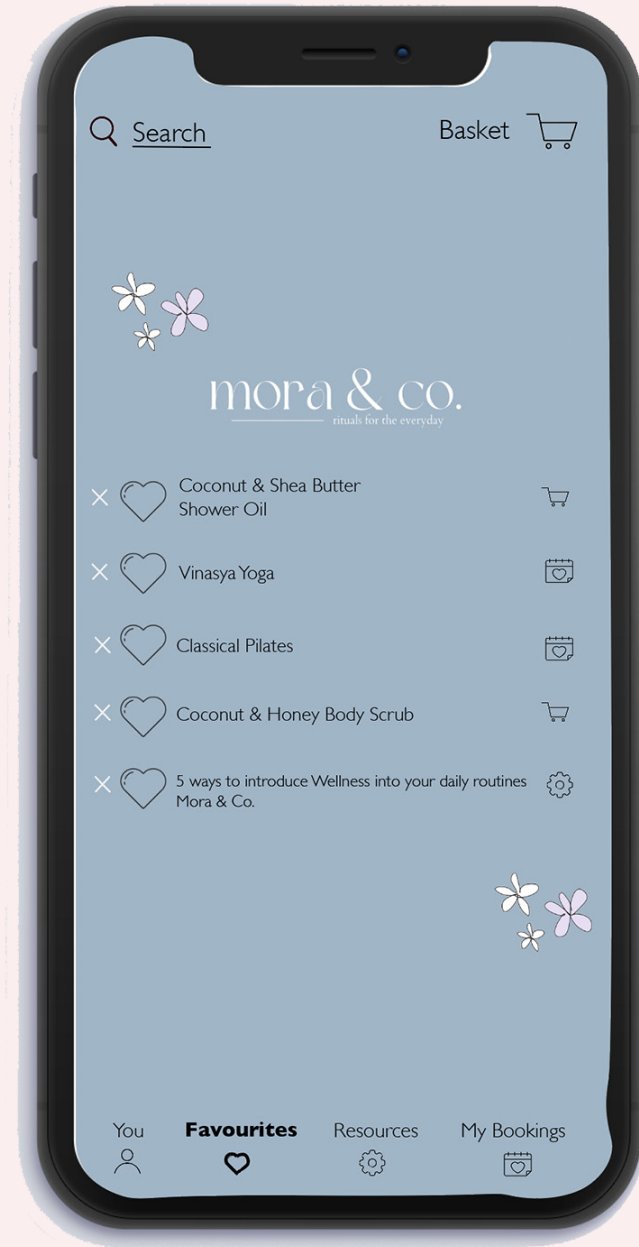 Search
Basket
mora & co.
rituals for the everyday
Coconut & Shea Butter
Shower Oil
Vinasya Yoga
Classical Pilates
Coconut & Honey Body Scrub
5 ways to introduce Wellness into your daily routines
Mora & Co.
You
Favourites
Resources
My Bookings